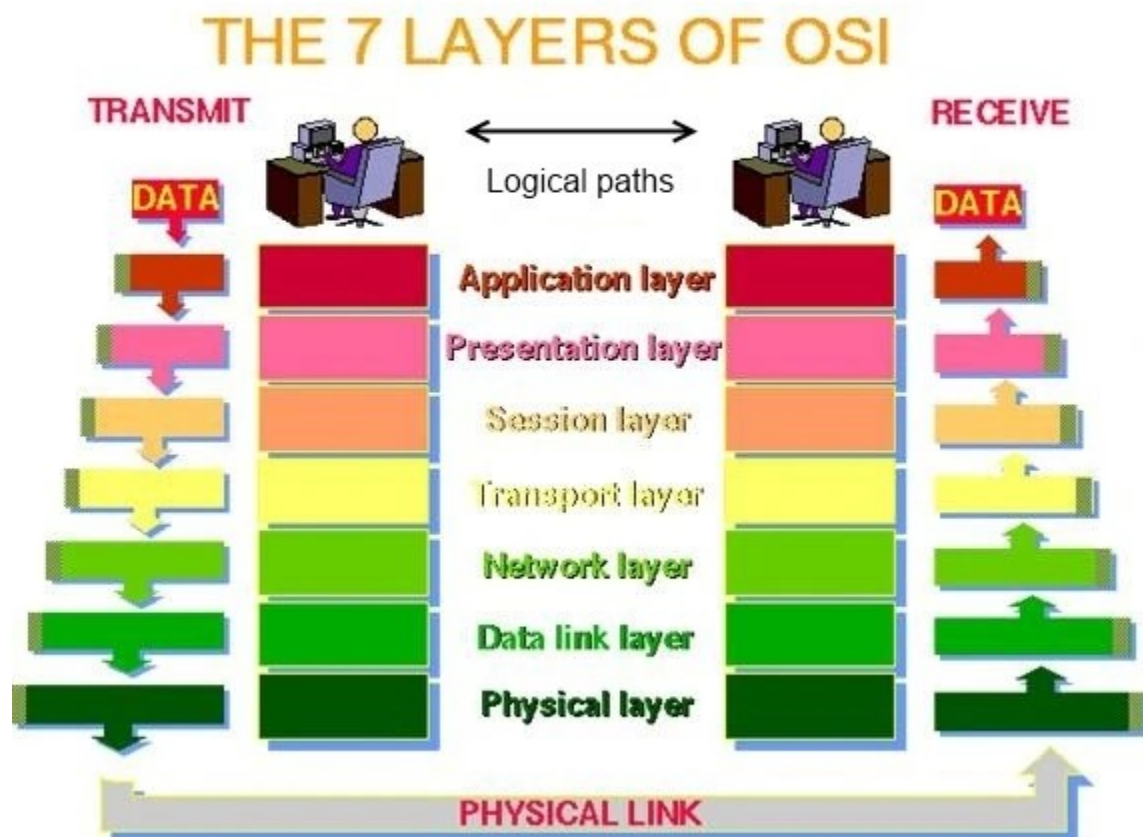 THE 7 LAYERS OF OSI
TRANSMIT
RECEIVE
Logical paths
DATA
DATA
Application layer
Presentation layer
Session layer
Transport layer
Network layer
Data link layer
Physical layer
PHYSICAL LINK